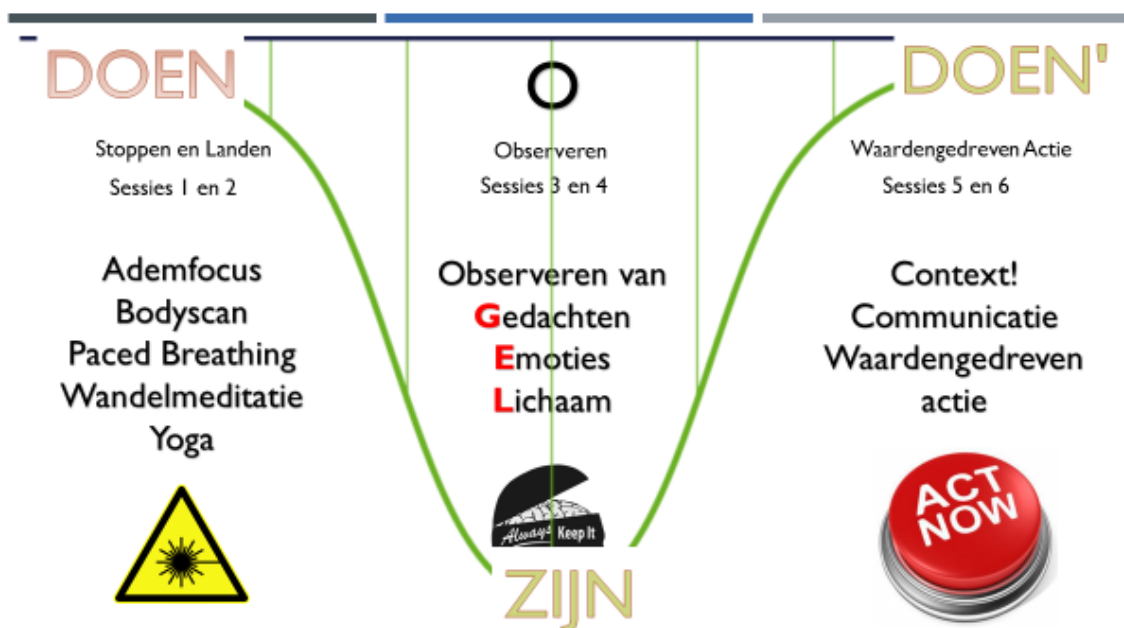 DOEN
Stoppen en Landen
Sessies 1 en 2
Ademfocus
Bodyscan
Paced Breathing
Wandelmeditatie
Yoga
O
Observeren
Sessies 3 en 4
Observeren van
Gedachten
Emoties
Lichaam
Always Keep It
ZIJN
DOEN'
Waardengedreven Actie
Sessies 5 en 6
Context!
Communicatie
Waardengedreven
actie
ACT
NOW